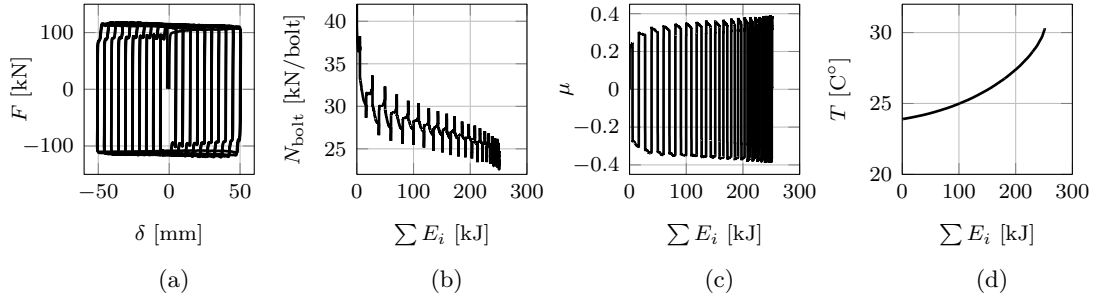 100
0
−100
F [kN]
−50 0 50
δ [mm]
(a)
40
35
30
25
N_bolt [kN/bolt]
0 100 200 300
∑ E_i [kJ]
(b)
0.4
0.2
0
−0.2
−0.4
μ
0 100 200 300
∑ E_i [kJ]
(c)
30
25
20
T [C°]
0 100 200 300
∑ E_i [kJ]
(d)